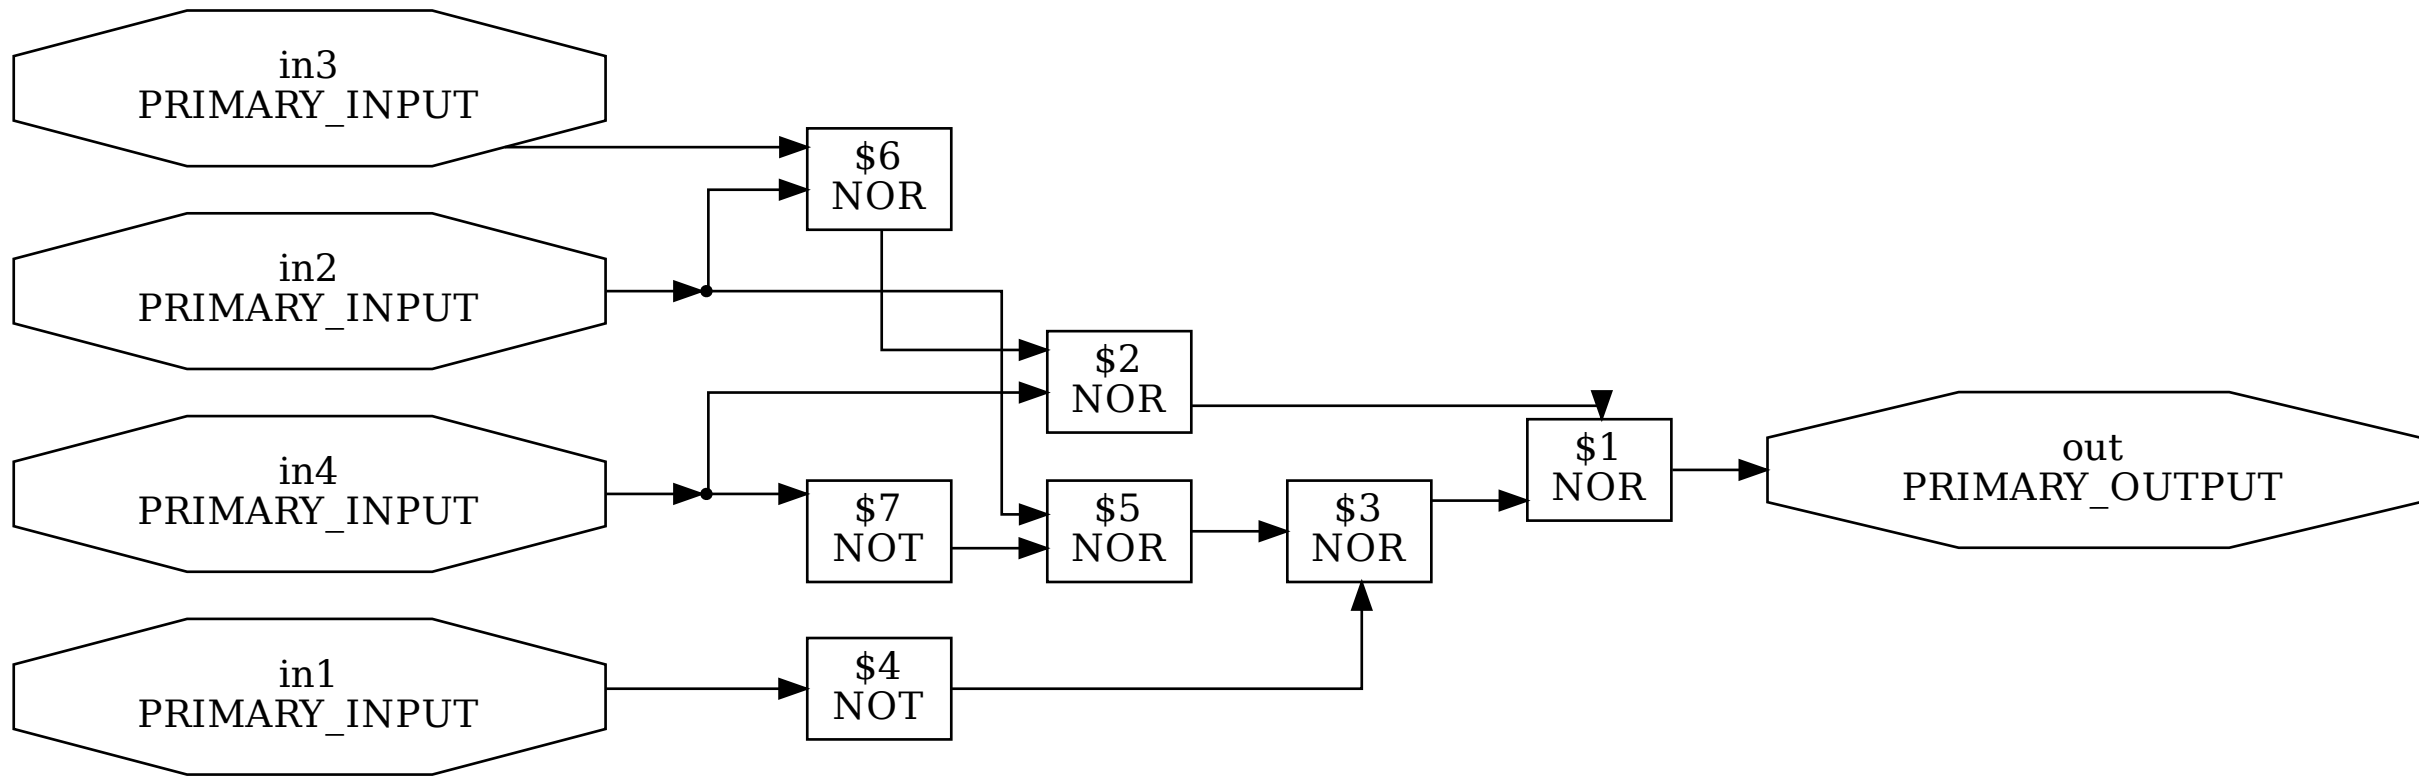 in3
PRIMARY_INPUT
$6
NOR
in2
PRIMARY_INPUT
$2
NOR
in4
PRIMARY_INPUT
$7
NOT
$5
NOR
$3
NOR
$1
NOR
out
PRIMARY_OUTPUT
in1
PRIMARY_INPUT
$4
NOT